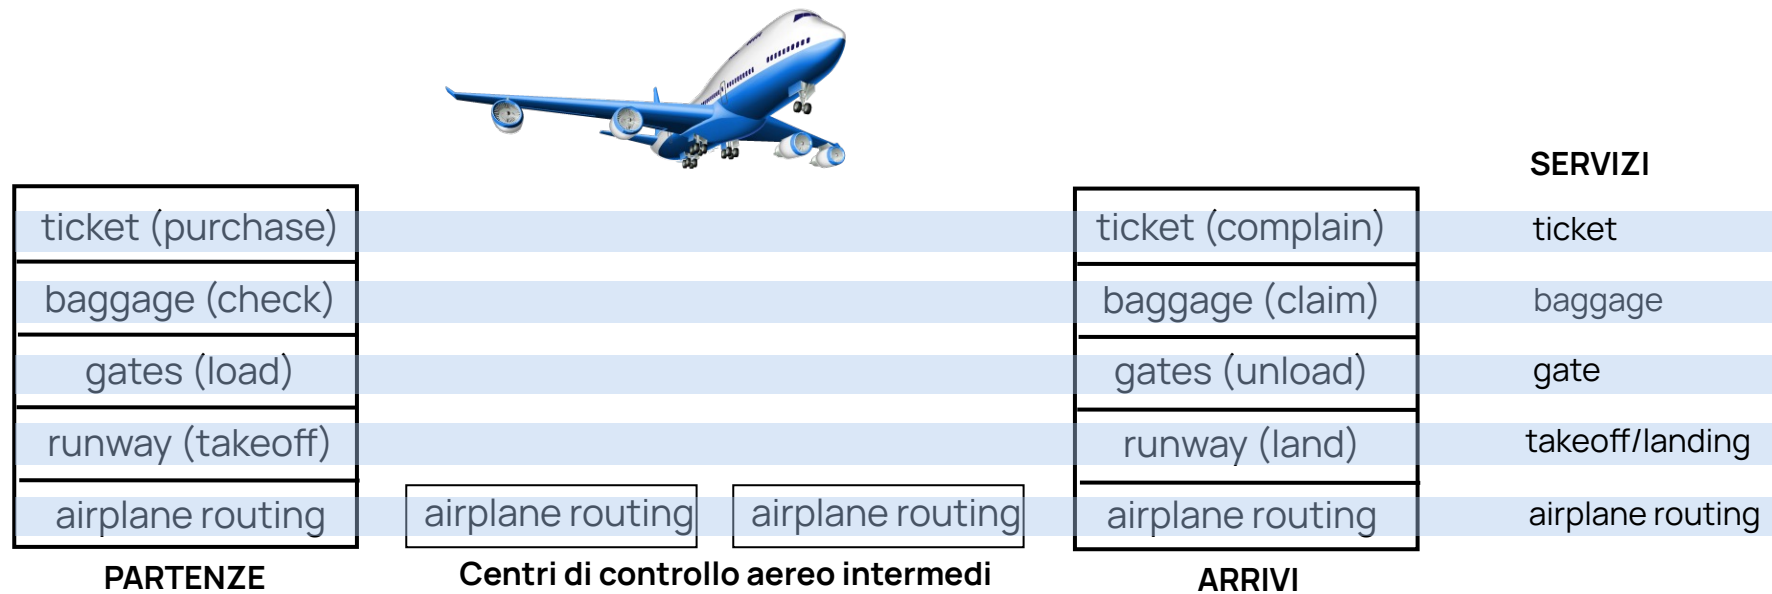 SERVIZI
ticket (purchase) ticket (complain) ticket
baggage (check) baggage (claim) baggage
gates (load) gates (unload) gate
runway (takeoff) runway (land) takeoff/landing
airplane routing airplane routing airplane routing airplane routing airplane routing
PARTENZE Centri di controllo aereo intermedi ARRIVI